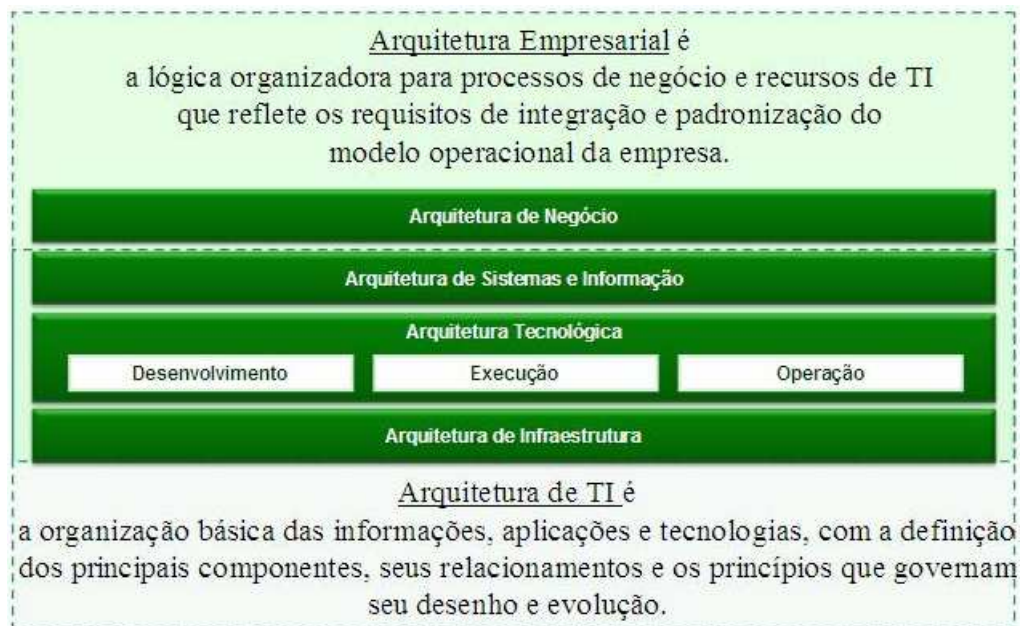 Arquitetura Empresarial é
a lógica organizadora para processos de negócio e recursos de TI
que reflete os requisitos de integração e padronização do
modelo operacional da empresa.
Arquitetura de Negócio
Arquitetura de Sistemas e Informação
Arquitetura Tecnológica
Desenvolvimento Execução Operação
Arquitetura de Infraestrutura
Arquitetura de TI é
a organização básica das informações, aplicações e tecnologias, com a definição
dos principais componentes, seus relacionamentos e os princípios que governam
seu desenho e evolução.